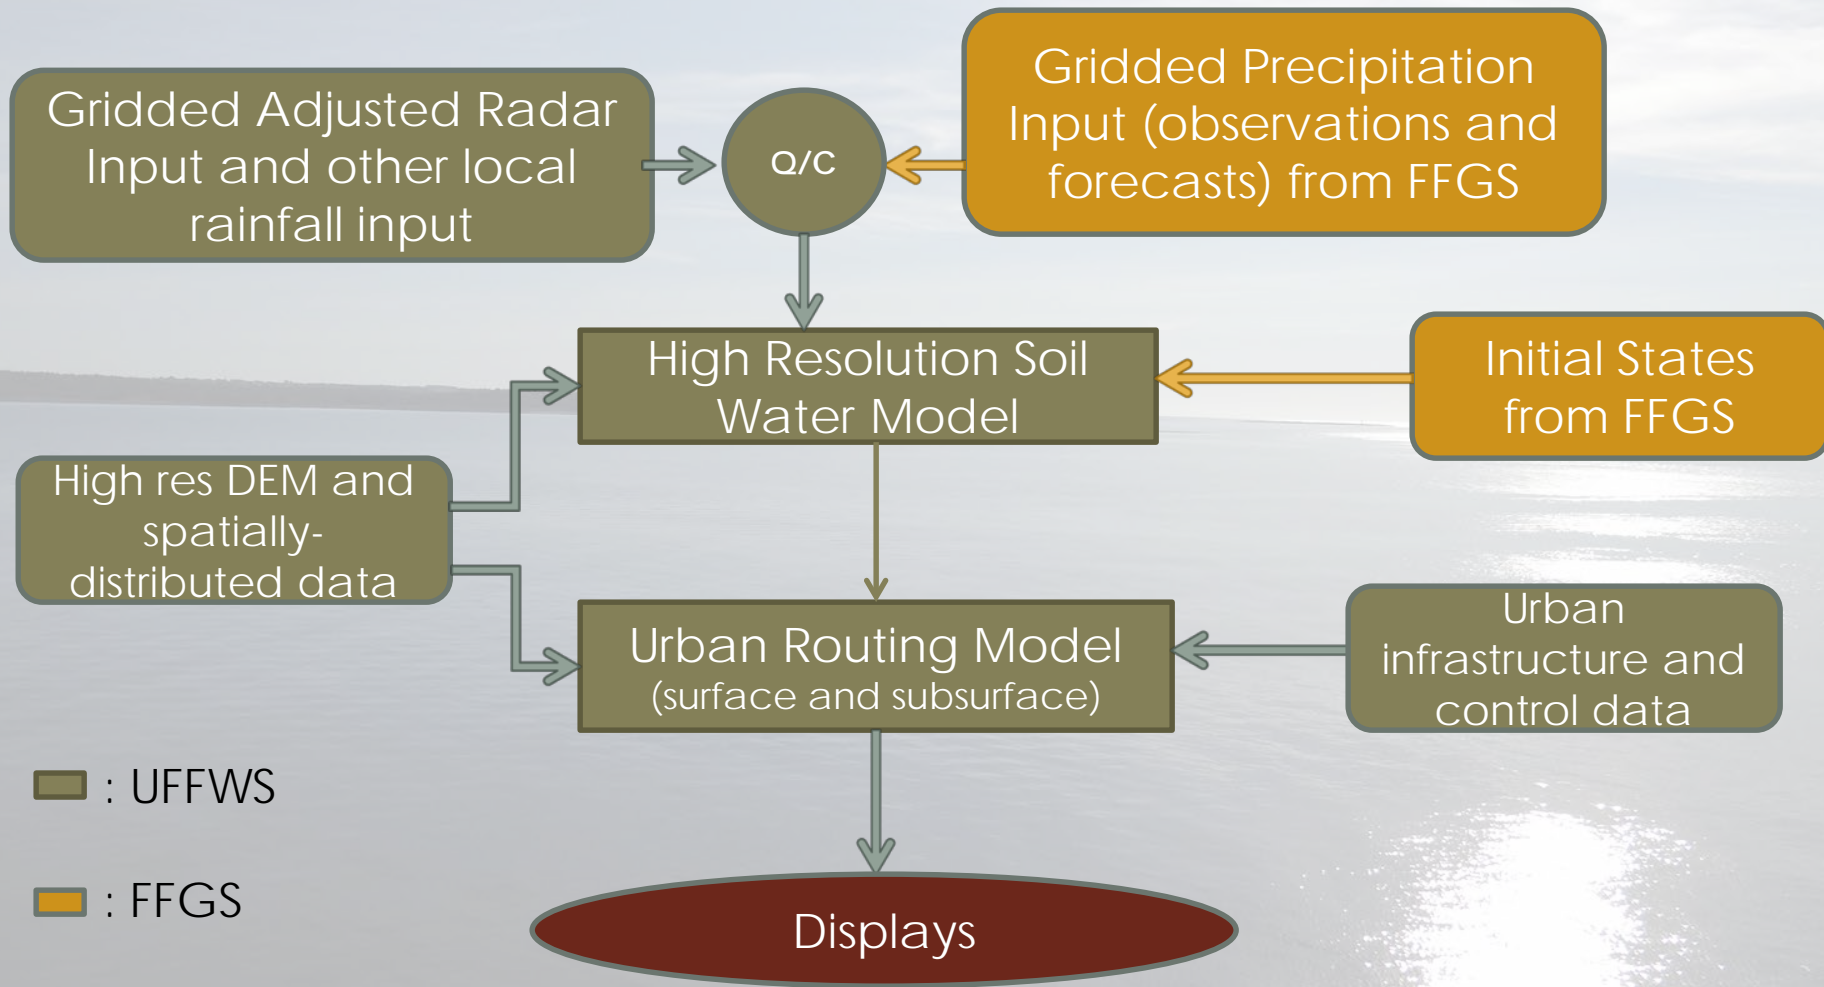 Gridded Adjusted Radar
Input and other local
rainfall input
Q/C
Gridded Precipitation
Input (observations and
forecasts) from FFGS
High Resolution Soil
Water Model
Initial States
from FFGS
High res DEM and
spatially-
distributed data
Urban Routing Model
(surface and subsurface)
Urban
infrastructure and
control data
: UFFWS
: FFGS
Displays